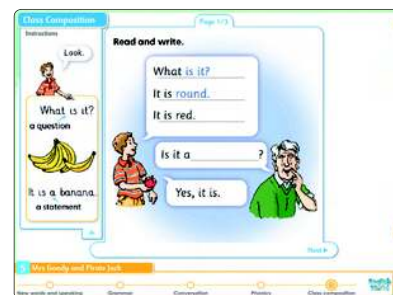 Class Composition
Page 1/3
Instructions
Look.
Read and write.
What is it?
It is round.
It is red.
What is it?
a question
Is it a ____________ ?
Yes, it is.
It is a banana.
a statement
Next
5 Mrs Goody and Pirate Jack
New words and speaking
Grammar
Conversation
Phonics
Class composition